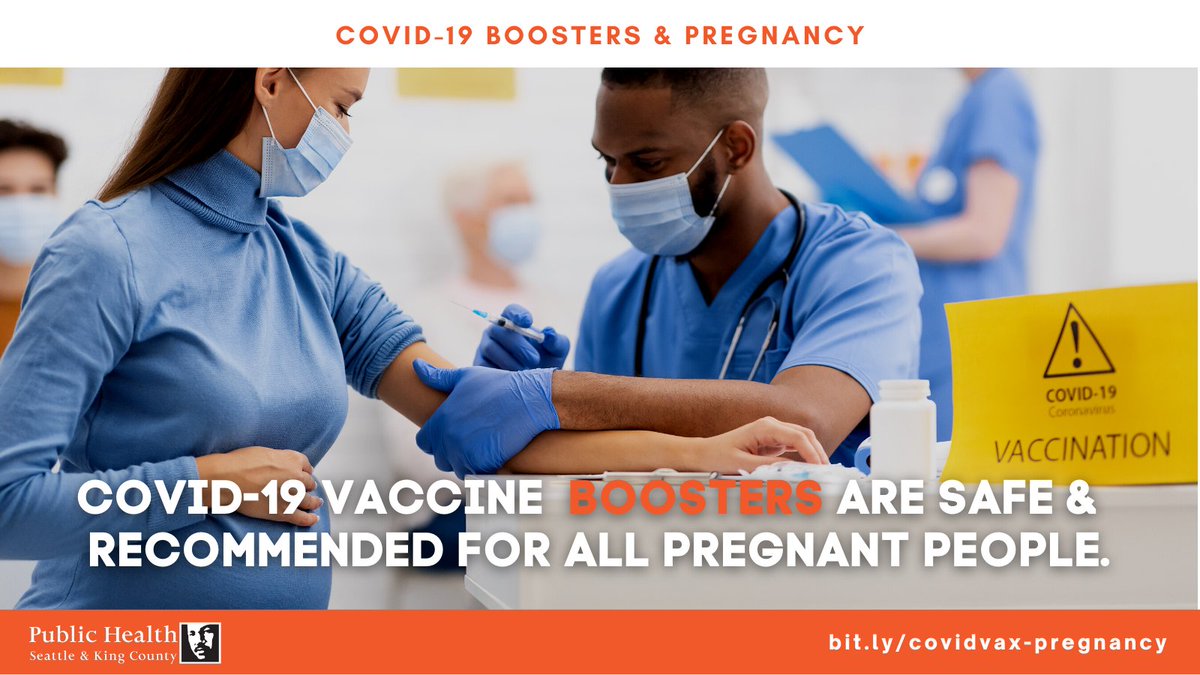 COVID-19 BOOSTERS & PREGNANCY
COVID-19
Coronavirus
VACCINATION
COVID-19 VACCINE BOOSTERS ARE SAFE &
RECOMMENDED FOR ALL PREGNANT PEOPLE.
Public Health
Seattle & King County
bit.ly/covidvax-pregnancy